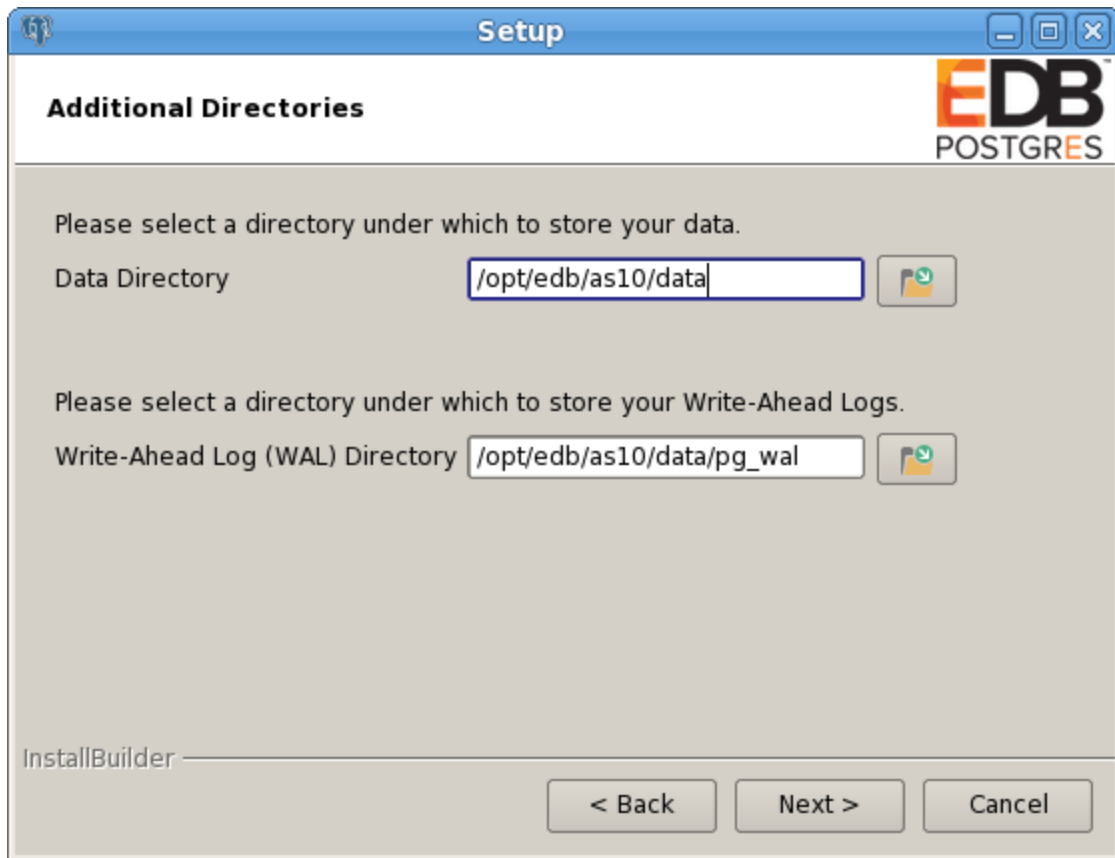 Setup
Additional Directories
EDB™
POSTGRES
Please select a directory under which to store your data.
Data Directory /opt/edb/as10/data
Please select a directory under which to store your Write-Ahead Logs.
Write-Ahead Log (WAL) Directory /opt/edb/as10/data/pg_wal
InstallBuilder
< Back Next > Cancel